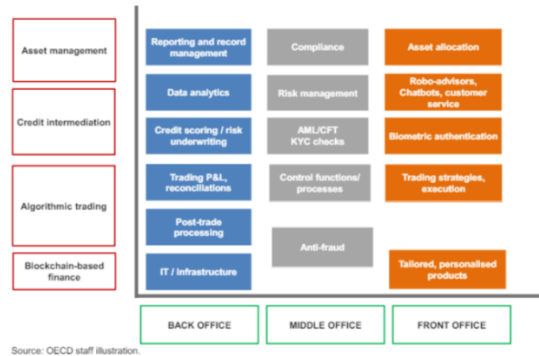 Asset management
Reporting and record
management
Compliance
Asset allocation
Data analytics
Risk management
Robo-advisors,
Chatbots, customer
service
Credit intermediation
Credit scoring / risk
underwriting
AML/CFT
KYC checks
Biometric authentication
Algorithmic trading
Trading P&L,
reconciliations
Control functions/
processes
Trading strategies,
execution
Post-trade
processing
Anti-fraud
Blockchain-based
finance
IT / infrastructure
Tailored, personalised
products
BACK OFFICE
MIDDLE OFFICE
FRONT OFFICE
Source: OECD staff illustration.